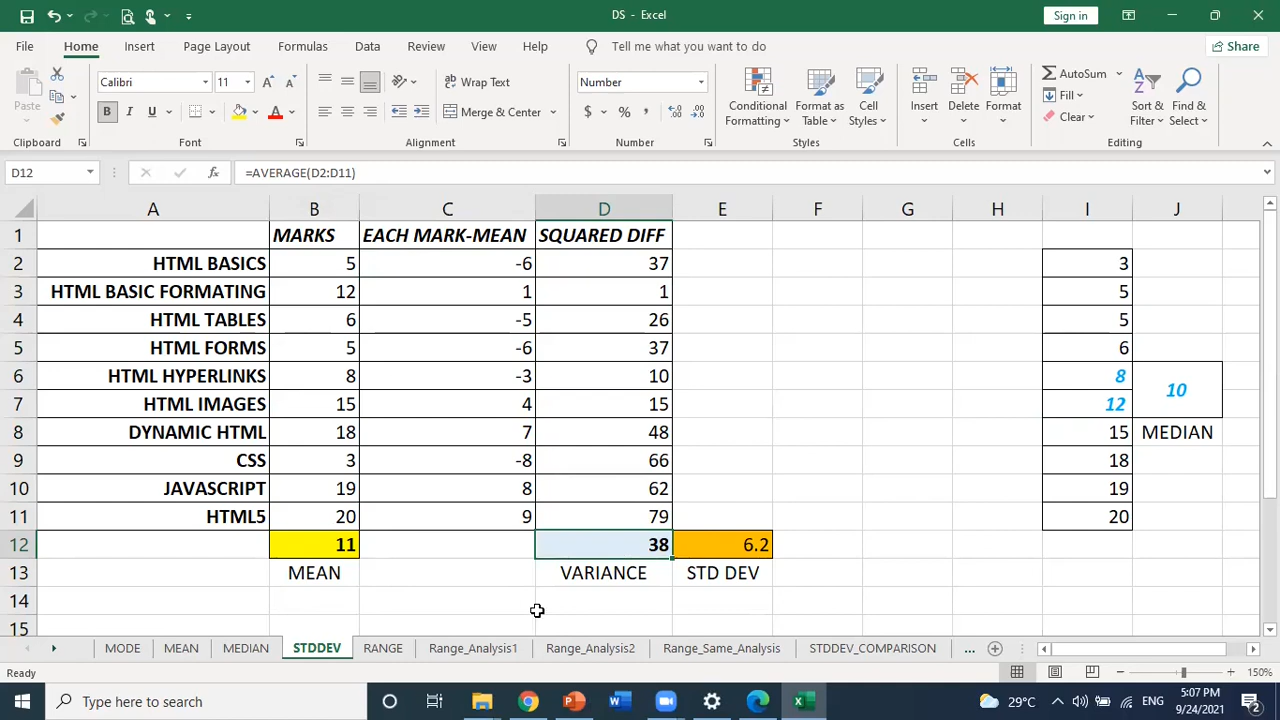 DS - Excel
Sign in
File Home Insert Page Layout Formulas Data Review View Help Tell me what you want to do Share
Paste
Clipboard
Calibri 11 A A
B I U A
Font
Wrap Text
Merge & Center
Alignment
Number
$ % ,
Number
Conditional Formatting
Format as Table
Cell Styles
Styles
Insert Delete Format
Cells
AutoSum
Fill
Clear
Sort & Filter
Find & Select
Editing
D12 fx =AVERAGE(D2:D11)
A B C D E F G H I J
1 MARKS EACH MARK-MEAN SQUARED DIFF
2 HTML BASICS 5 -6 37 3
3 HTML BASIC FORMATING 12 1 1 5
4 HTML TABLES 6 -5 26 5
5 HTML FORMS 5 -6 37 6
6 HTML HYPERLINKS 8 -3 10 8
10
7 HTML IMAGES 15 4 15 12
8 DYNAMIC HTML 18 7 48 15 MEDIAN
9 CSS 3 -8 66 18
10 JAVASCRIPT 19 8 62 19
11 HTML5 20 9 79 20
12 11 38 6.2
13 MEAN VARIANCE STD DEV
14
15
MODE MEAN MEDIAN STDDEV RANGE Range_Analysis1 Range_Analysis2 Range_Same_Analysis STDDEV_COMPARISON ...
Ready 150%
Type here to search 29°C ENG 5:07 PM
9/24/2021 2